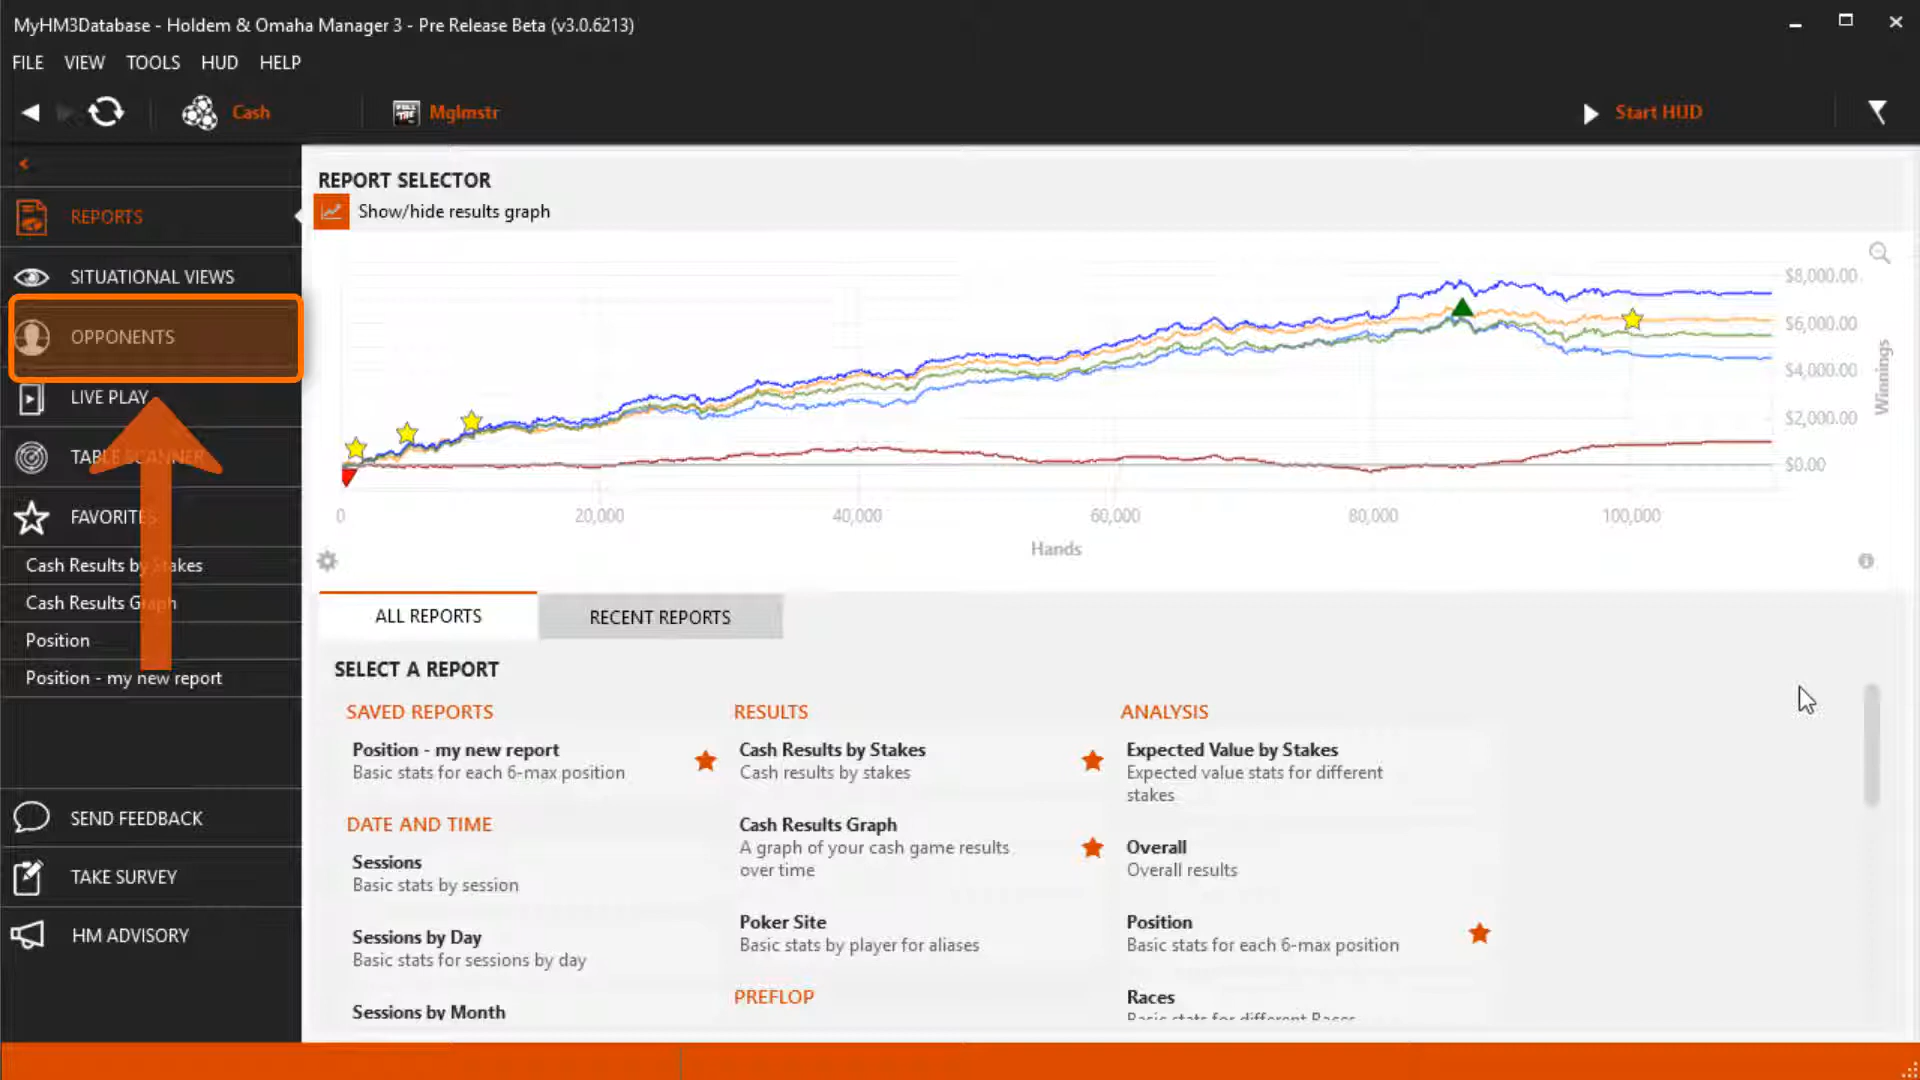 MyHM3Database - Holdem & Omaha Manager 3 - Pre Release Beta (v3.0.6213)
FILE VIEW TOOLS HUD HELP
Cash
Mglmstr
Start HUD
REPORTS
SITUATIONAL VIEWS
OPPONENTS
LIVE PLAY
TABLE SCANNER
FAVORITES
Cash Results by Stakes
Cash Results Graph
Position
Position - my new report
SEND FEEDBACK
TAKE SURVEY
HM ADVISORY
REPORT SELECTOR
Show/hide results graph
$8,000.00
$6,000.00
$4,000.00
$2,000.00
$0.00
Winnings
0 20,000 40,000 60,000 80,000 100,000
Hands
ALL REPORTS RECENT REPORTS
SELECT A REPORT
SAVED REPORTS
Position - my new report
Basic stats for each 6-max position
DATE AND TIME
Sessions
Basic stats by session
Sessions by Day
Basic stats for sessions by day
Sessions by Month
RESULTS
Cash Results by Stakes
Cash results by stakes
Cash Results Graph
A graph of your cash game results
over time
Poker Site
Basic stats by player for aliases
PREFLOP
ANALYSIS
Expected Value by Stakes
Expected value stats for different
stakes
Overall
Overall results
Position
Basic stats for each 6-max position
Races
Basic stats for different Races